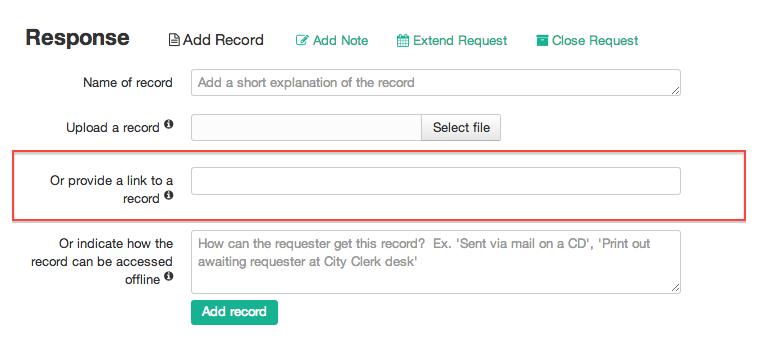 Response Add Record Add Note Extend Request Close Request
Name of record Add a short explanation of the record
Upload a record Select file
Or provide a link to a
record
Or indicate how the
record can be accessed
offline
How can the requester get this record? Ex. 'Sent via mail on a CD', 'Print out
awaiting requester at City Clerk desk'
Add record